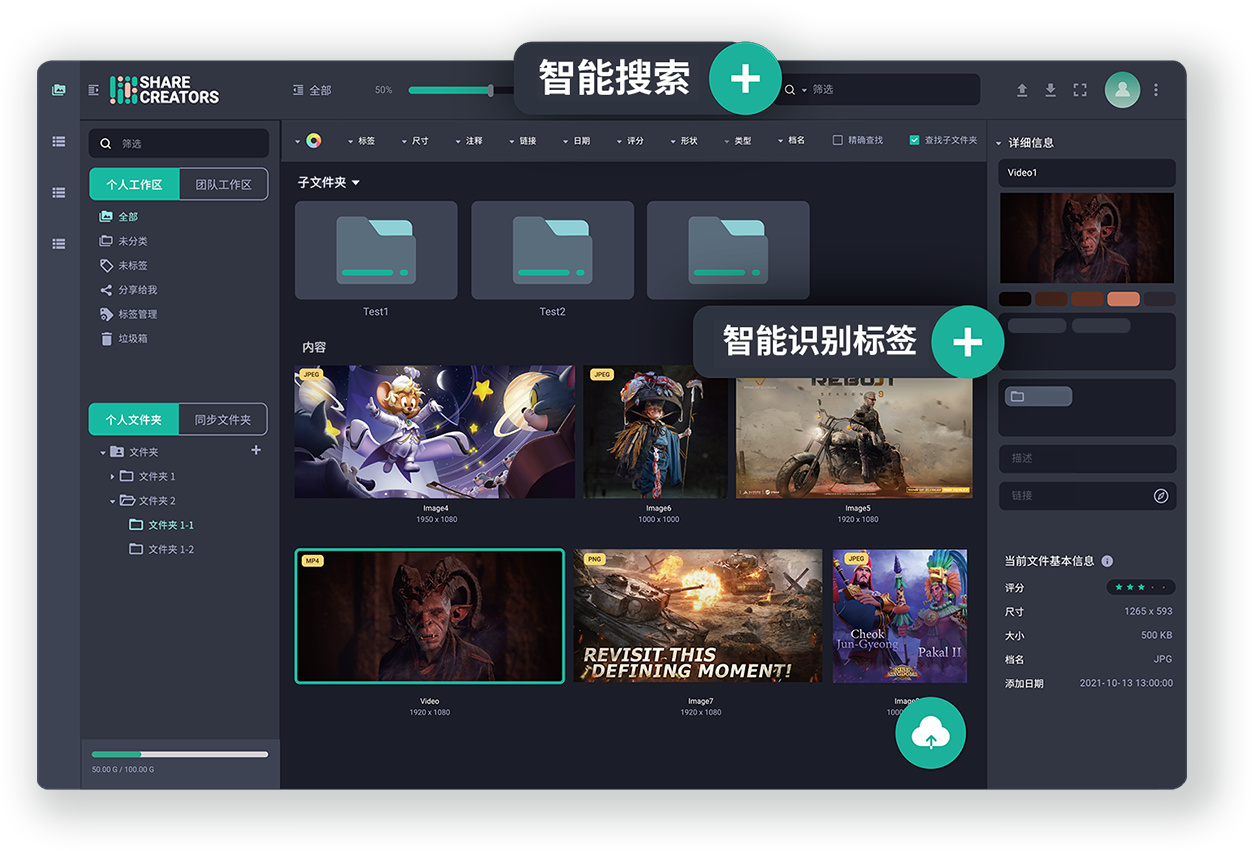 智能搜索
SHARE
CREATORS
全部
50%
筛选
筛选
标签
尺寸
注释
链接
日期
评分
形状
类型
档名
精确查找
查找子文件夹
个人工作区
团队工作区
全部
未分类
未标签
分享给我
标签管理
垃圾箱
个人文件夹
同步文件夹
文件夹
文件夹 1
文件夹 2
文件夹 1-1
文件夹 1-2
50.00 G / 100.00 G
子文件夹
Test1
Test2
智能识别标签
内容
JPEG
JPEG
REBOOT
SEASON 9
Image4
1950 x 1080
Image6
1000 x 1000
Image5
1920 x 1080
MP4
PNG
REVISIT THIS
DEFINING MOMENT!
JPEG
Cheok
Jun-Gyeong
Pakal II
Video
1920 x 1080
Image7
1920 x 1080
详细信息
Video1
描述
链接
当前文件基本信息
评分
尺寸
1265 x 593
大小
500 KB
档名
JPG
添加日期
2021-10-13 13:00:00